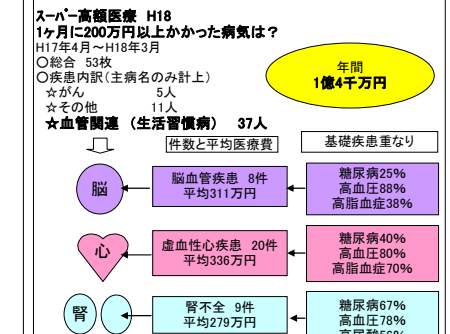 スーパー高額医療 H18
1ヶ月に200万円以上かかった病気は？
H17年4月～H18年3月
○総合 53枚
○疾患内訳(主病名のみ計上)
☆がん 5人
☆その他 11人
☆血管関連 （生活習慣病） 37人
年間
1億4千万円
件数と平均医療費
基礎疾患重なり
脳
脳血管疾患 8件
平均311万円
糖尿病25%
高血圧88%
高脂血症38%
心
虚血性心疾患 20件
平均336万円
糖尿病40%
高血圧80%
高脂血症70%
腎
腎不全 9件
平均279万円
糖尿病67%
高血圧78%